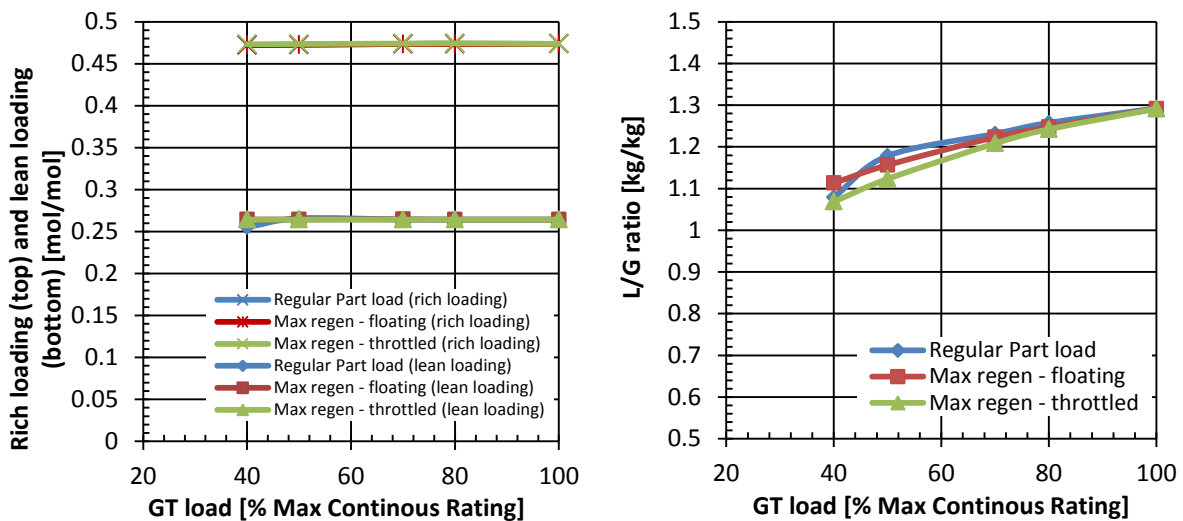 Rich loading (top) and lean loading
(bottom) [mol/mol]
0.5
0.45
0.4
0.35
0.3
0.25
0.2
0.15
0.1
0.05
0
Regular Part load (rich loading)
Max regen - floating (rich loading)
Max regen - throttled (rich loading)
Regular Part load (lean loading)
Max regen - floating (lean loading)
Max regen - throttled (lean loading)
20 40 60 80 100
GT load [% Max Continous Rating]
L/G ratio [kg/kg]
1.5
1.4
1.3
1.2
1.1
1
0.9
0.8
0.7
0.6
0.5
Regular Part load
Max regen - floating
Max regen - throttled
20 40 60 80 100
GT load [% Max Continous Rating]